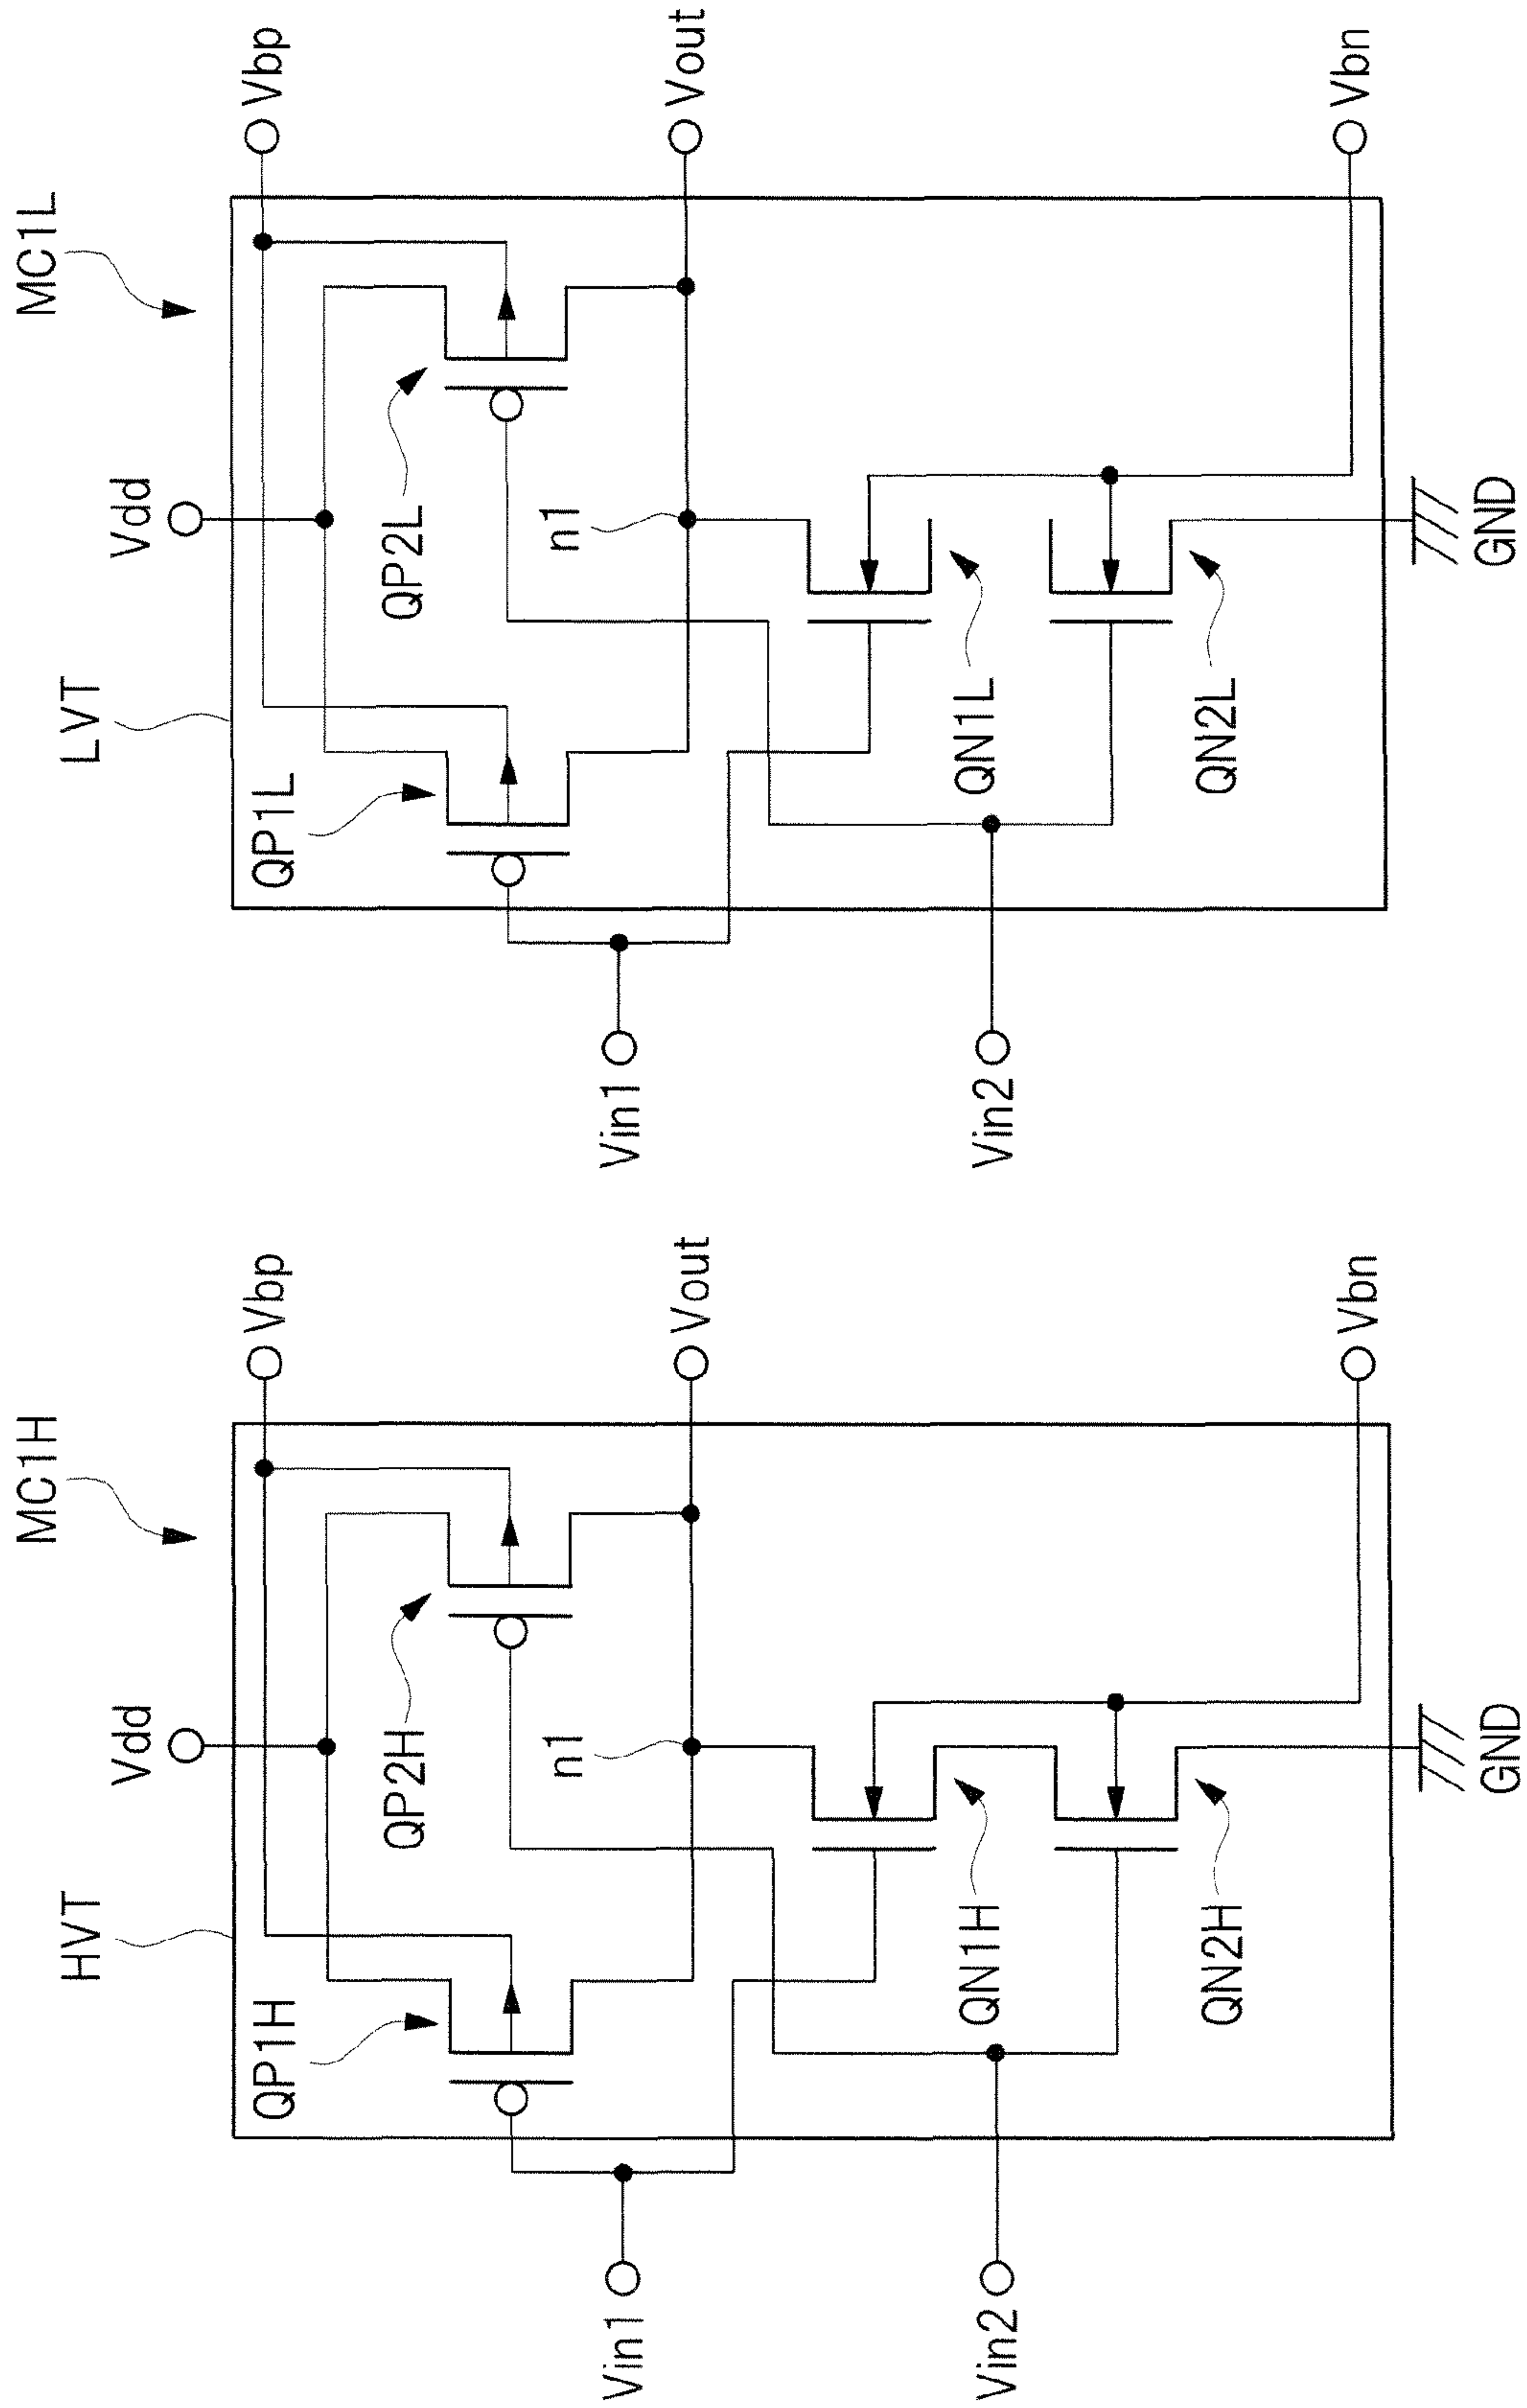 MC1H
HVT
Vdd
Vbp
QP1H
QP2H
n1
Vout
Vin1
QN1H
Vin2
QN2H
Vbn
GND
MC1L
LVT
Vdd
Vbp
QP1L
QP2L
n1
Vout
Vin1
QN1L
Vin2
QN2L
Vbn
GND